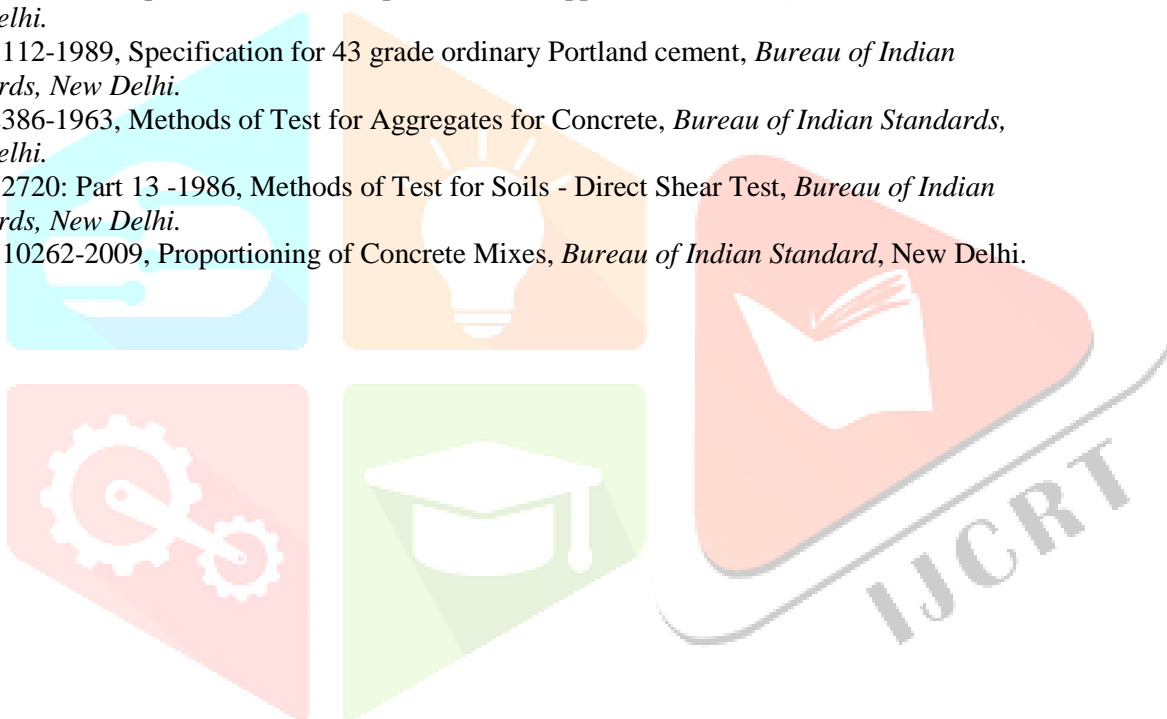 elhi.
112-1989, Specification for 43 grade ordinary Portland cement, Bureau of Indian
rds, New Delhi.
386-1963, Methods of Test for Aggregates for Concrete, Bureau of Indian Standards,
elhi.
2720: Part 13 -1986, Methods of Test for Soils - Direct Shear Test, Bureau of Indian
rds, New Delhi.
10262-2009, Proportioning of Concrete Mixes, Bureau of Indian Standard, New Delhi.
IJCRT